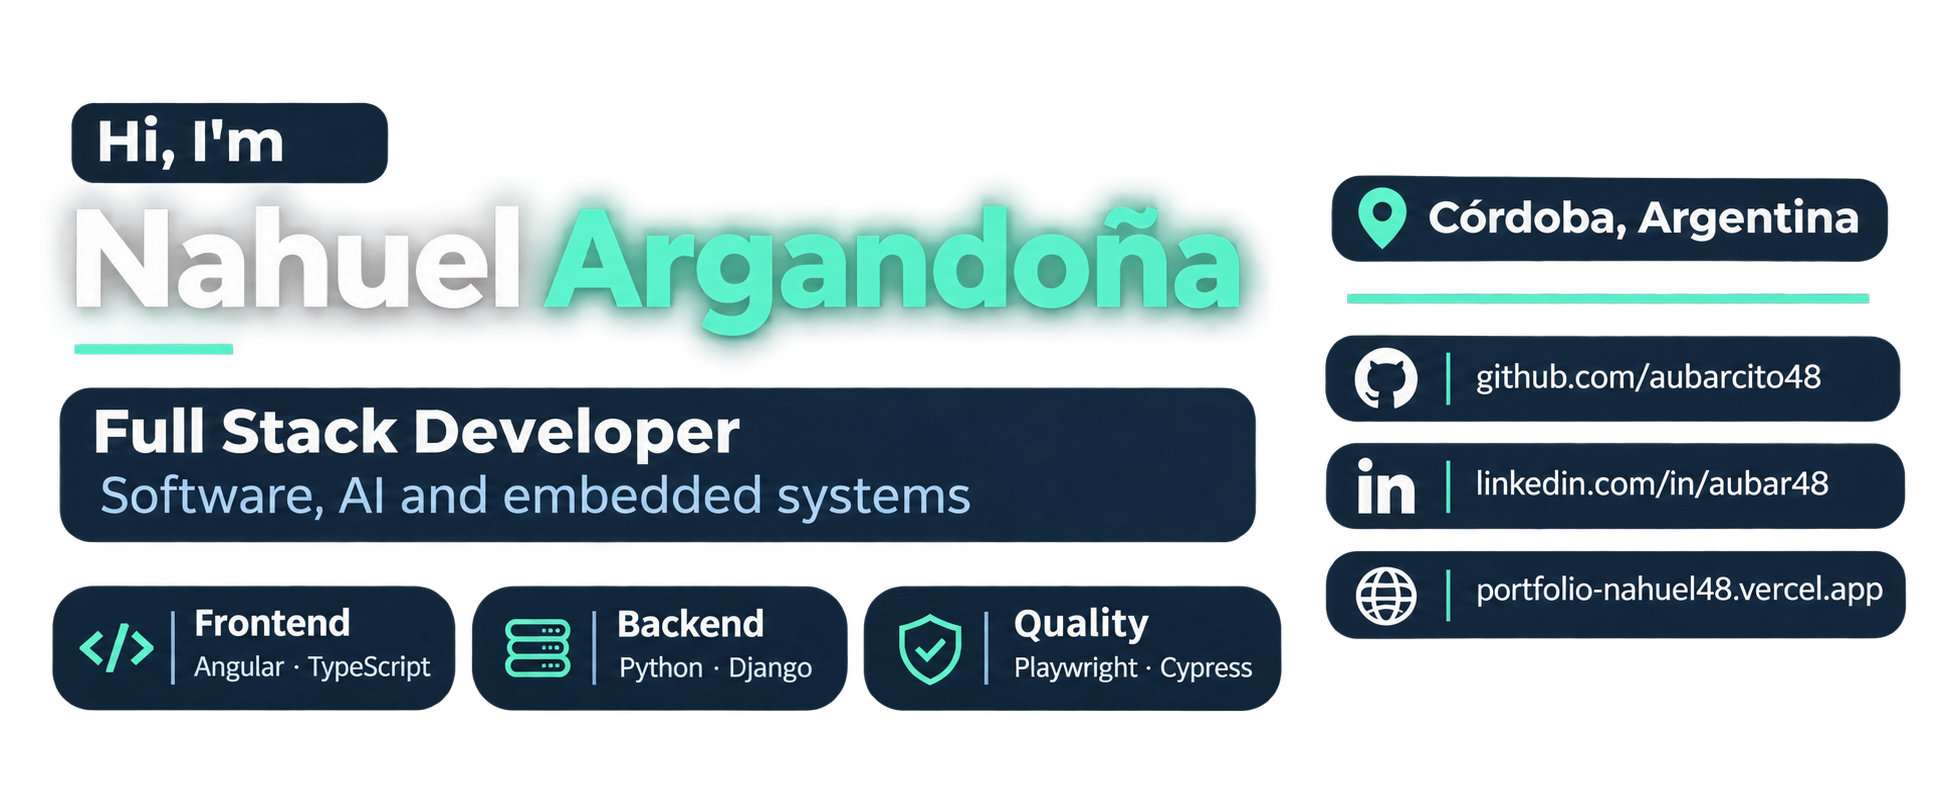 Hi, I'm
Nahuel Argandoña
Full Stack Developer
Software, AI and embedded systems
</> Frontend
Angular · TypeScript
Backend
Python · Django
Quality
Playwright · Cypress
Córdoba, Argentina
github.com/aubarcito48
in linkedin.com/in/aubar48
portfolio-nahuel48.vercel.app